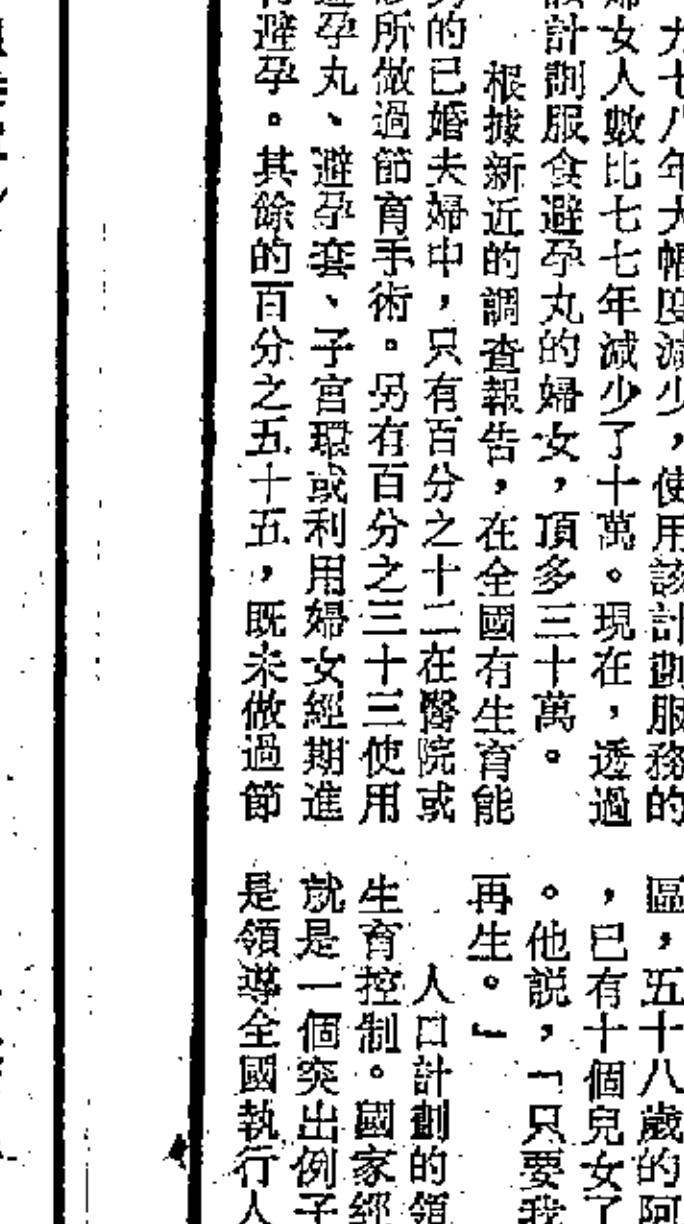 九七八年大幅度減少，使用該計劃服務的
婦女人數比七七年減少了十萬。現在，透過
該計劃服食避孕丸的婦女，頂多三十萬。
根據新近的調查報告，在全國有生育能
的已婚夫婦中，只有百分之十二在醫院或
所做過節育手術。另有百分之三十三使用
避孕丸、避孕套、子宮環或利用婦女經期進
避孕。其餘的百分之五十五，既未做過節
區，五十八歲的阿
，已有十個兒女了
。他説，「只要我
再生。」
人口計劃的領
生育控制。國家經
就是一個突出例子
是領導全國執行人